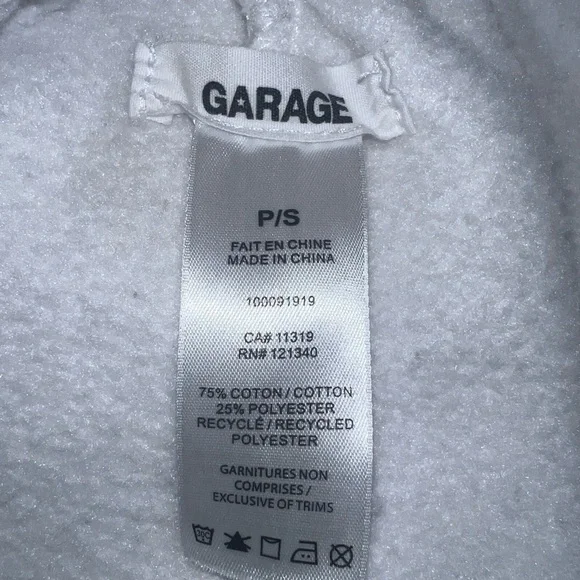 GARAGE
P/S
FAIT EN CHINE
MADE IN CHINA
100091919
CA# 11319
RN# 121340
75% COTON / COTTON
25% POLYESTER
RECYCLÉ / RECYCLED
POLYESTER
GARNITURES NON
COMPRISES /
EXCLUSIVE OF TRIMS